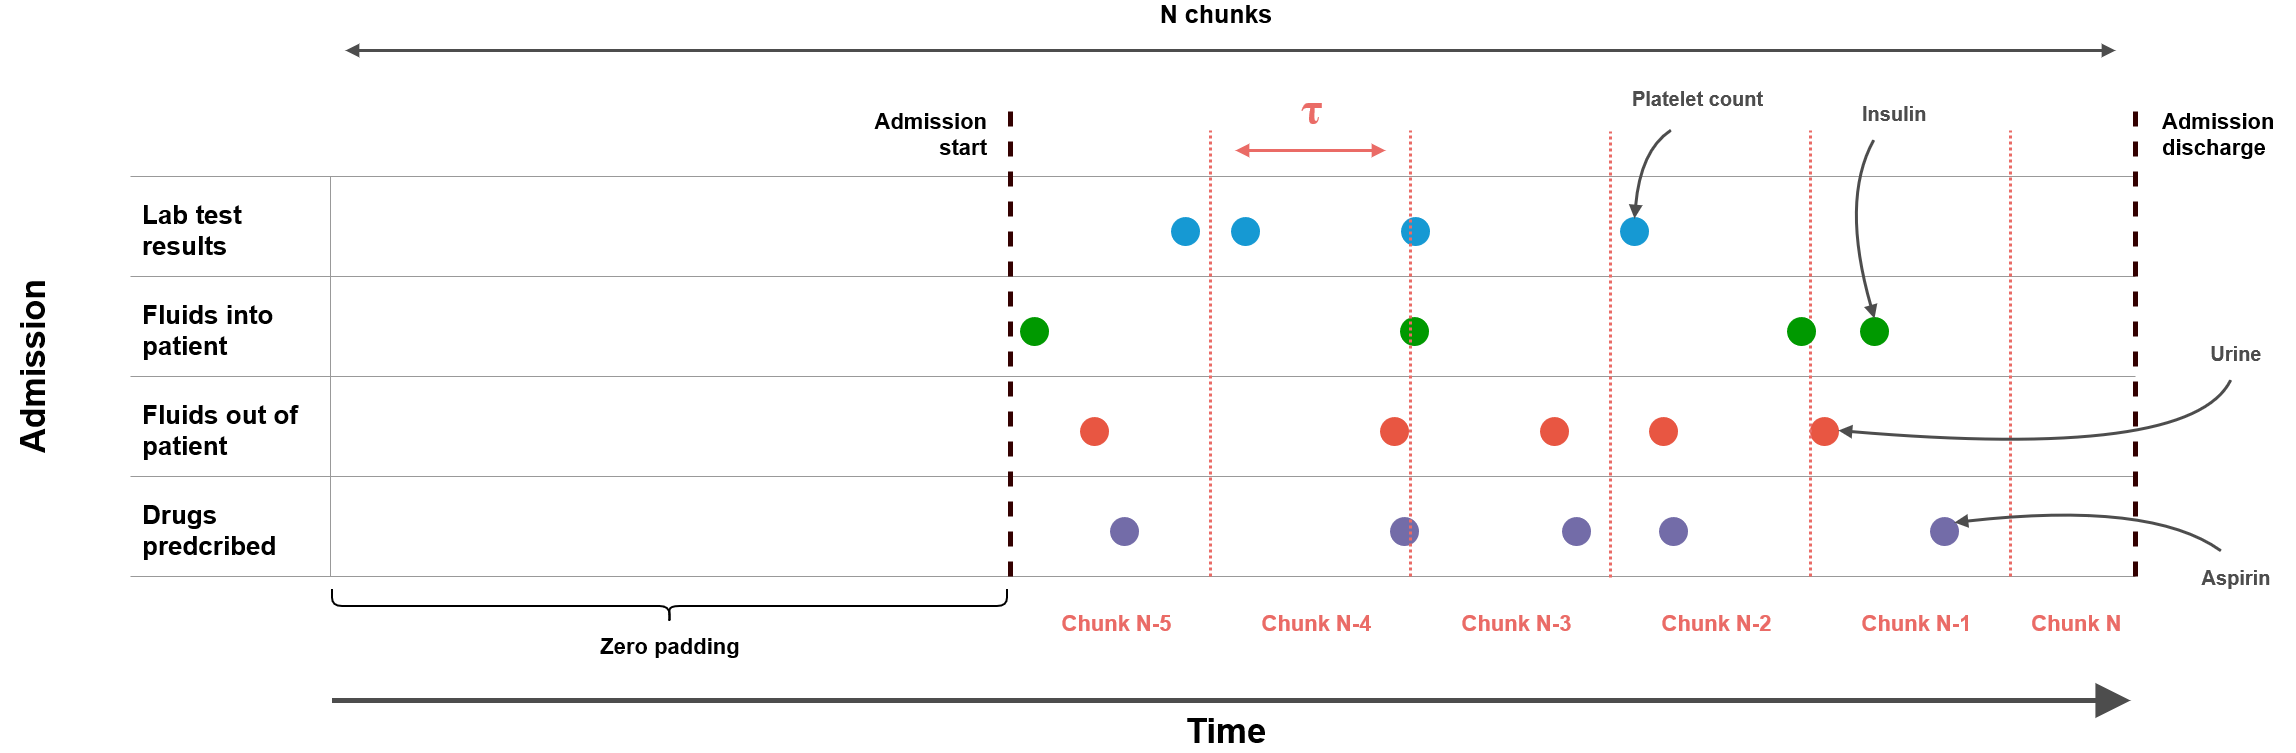 N chunks
Admission
start
τ
Platelet count
Insulin
Admission
discharge
Admission
Lab test
results
Fluids into
patient
Urine
Fluids out of
patient
Drugs
predcribed
Aspirin
Chunk N-5
Chunk N-4
Chunk N-3
Chunk N-2
Chunk N-1
Chunk N
Zero padding
Time